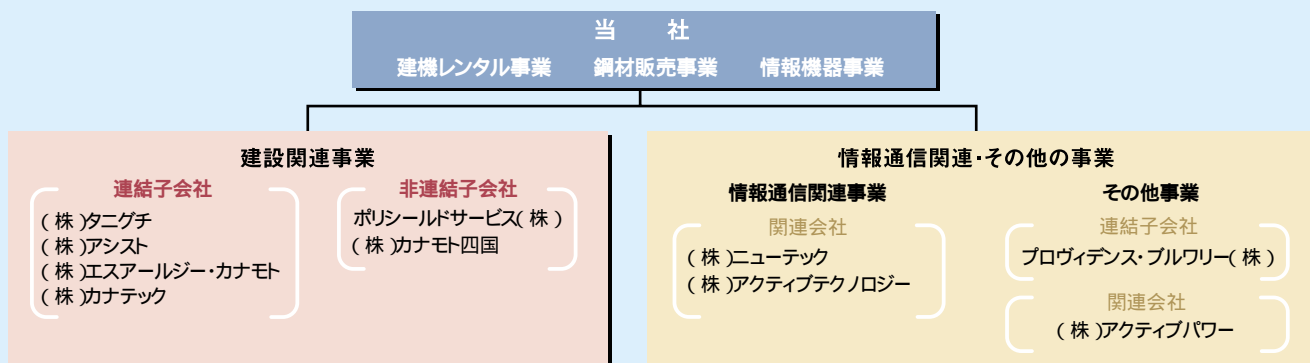 当　社
建機レンタル事業　鋼材販売事業　情報機器事業
建設関連事業
連結子会社
(株)タニグチ
(株)アシスト
(株)エスアールジー・カナモト
(株)カナテック
非連結子会社
ポリシールドサービス(株)
(株)カナモト四国
情報通信関連・その他の事業
情報通信関連事業
関連会社
(株)ニューテック
(株)アクティブテクノロジー
その他事業
連結子会社
プロヴィデンス・ブルワリー(株)
関連会社
(株)アクティブパワー